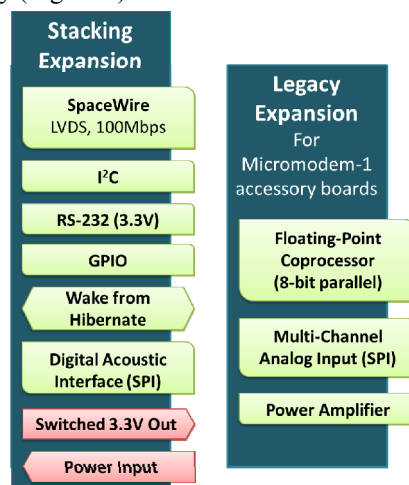 Stacking
Expansion
SpaceWire
LVDS, 100Mbps
I²C
RS-232 (3.3V)
GPIO
Wake from
Hibernate
Digital Acoustic
Interface (SPI)
Switched 3.3V Out
Power Input
Legacy
Expansion
For
Micromodem-1
accessory boards
Floating-Point
Coprocessor
(8-bit parallel)
Multi-Channel
Analog Input (SPI)
Power Amplifier